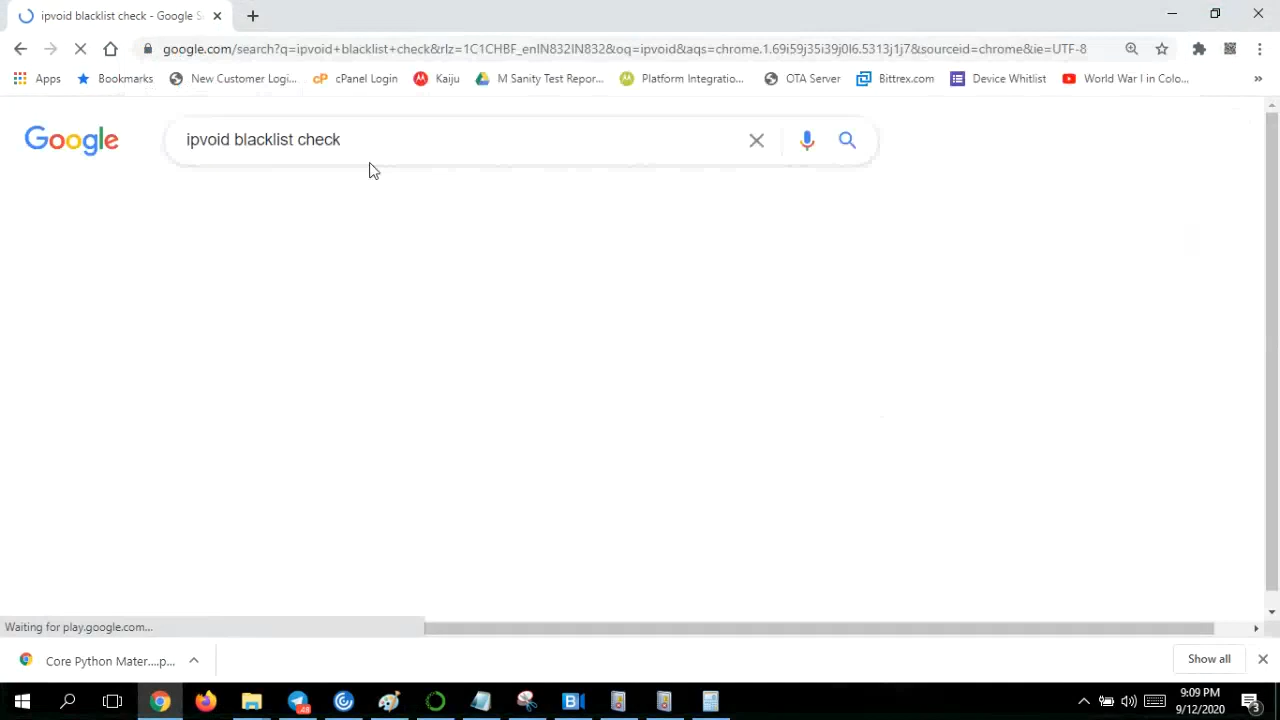 ipvoid blacklist check - Google S
google.com/search?q=ipvoid+blacklist+check&rlz=1C1CHBF_enIN832IN832&oq=ipvoid&aqs=chrome.1.69i59j35i39j0l6.5313j1j7&sourceid=chrome&ie=UTF-8
Apps Bookmarks New Customer Logi... cP cPanel Login Kaiju M Sanity Test Repor... Platform Integratio... OTA Server Bittrex.com Device Whitlist World War I in Colo... »
Google ipvoid blacklist check
Waiting for play.google.com...
Core Python Mater....p... Show all
48
9:09 PM
9/12/2020
3